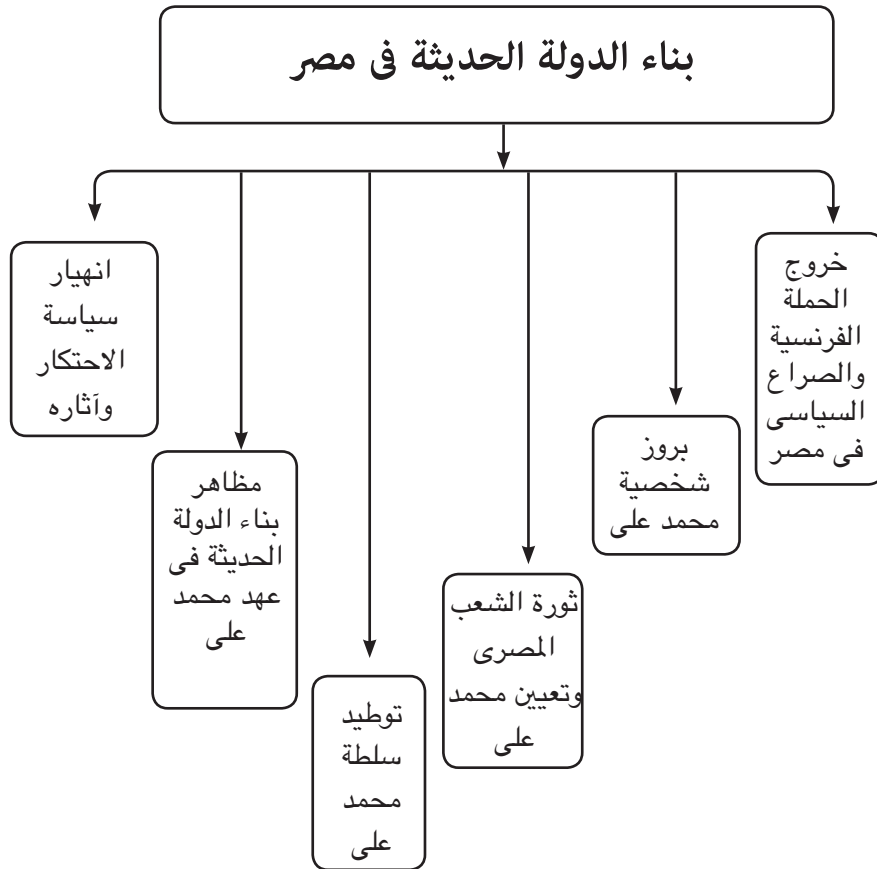 بناء الدولة الحديثة فى مصر
خروج
الحملة
الفرنسية
والصراع
السياسى
فى مصر
بروز
شخصية
محمد على
ثورة الشعب
المصرى
وتعيين محمد
على
توطيد
سلطة
محمد
على
مظاهر
بناء الدولة
الحديثة فى
عهد محمد
على
انهيار
سياسة
الاحتكار
وآثاره